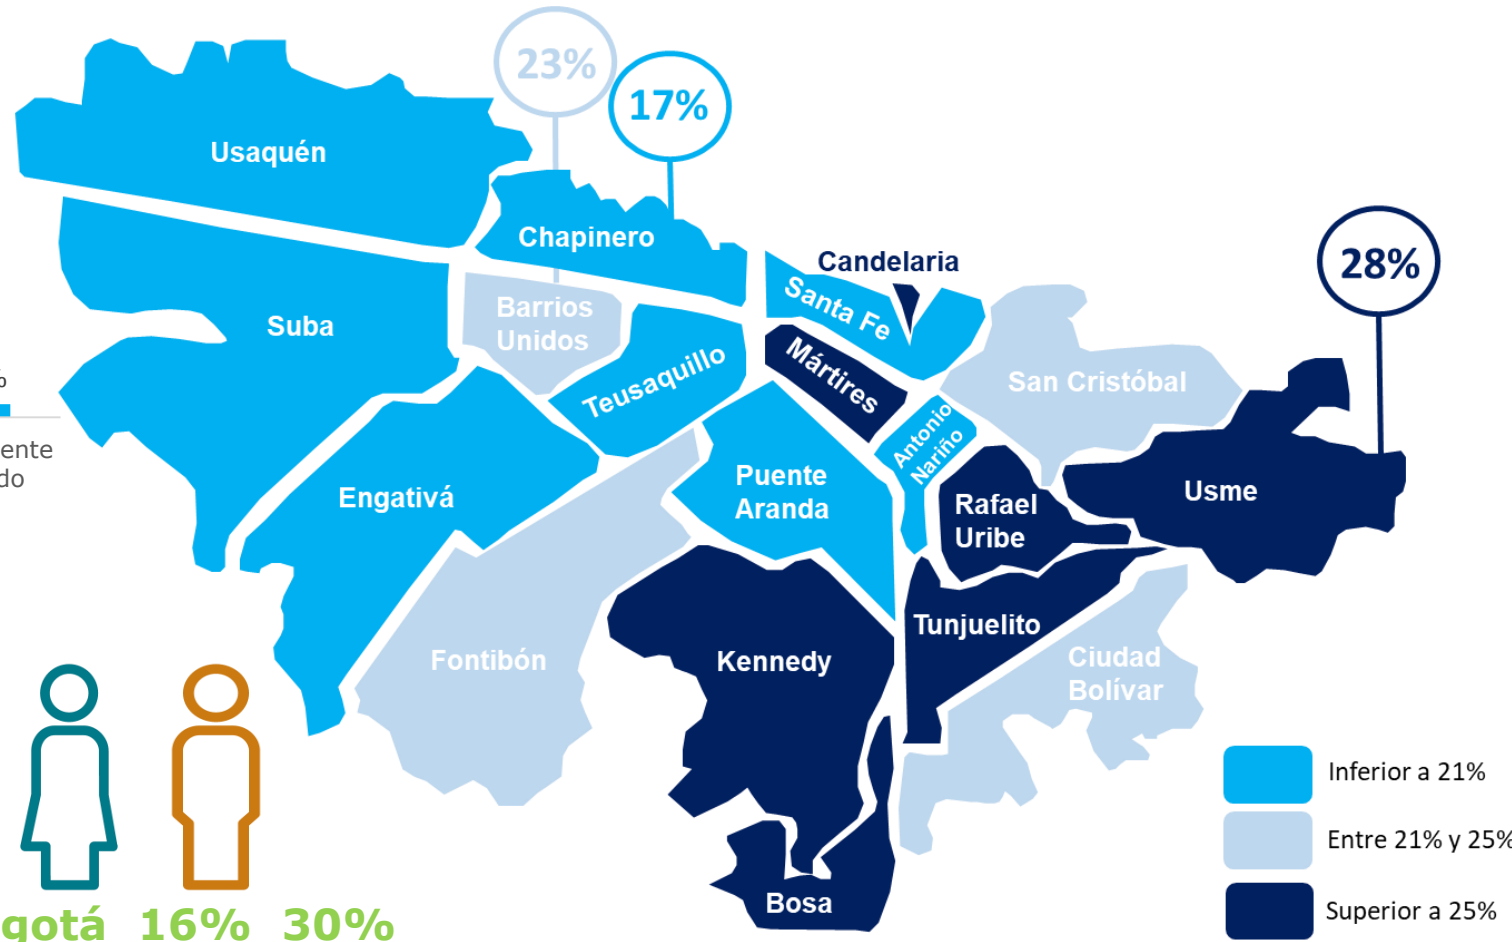 23%
17%
Usaquén
Chapinero
28%
Candelaria
Santa Fe
Barrios
Unidos
Suba
Mártires
Teusaquillo
San Cristóbal
Antonio
Nariño
%
ente
do
Engativá
Puente
Aranda
Rafael
Uribe
Usme
Fontibón
Kennedy
Tunjuelito
Ciudad
Bolívar
Bosa
Inferior a 21%
Entre 21% y 25%
Superior a 25%
gotá 16% 30%